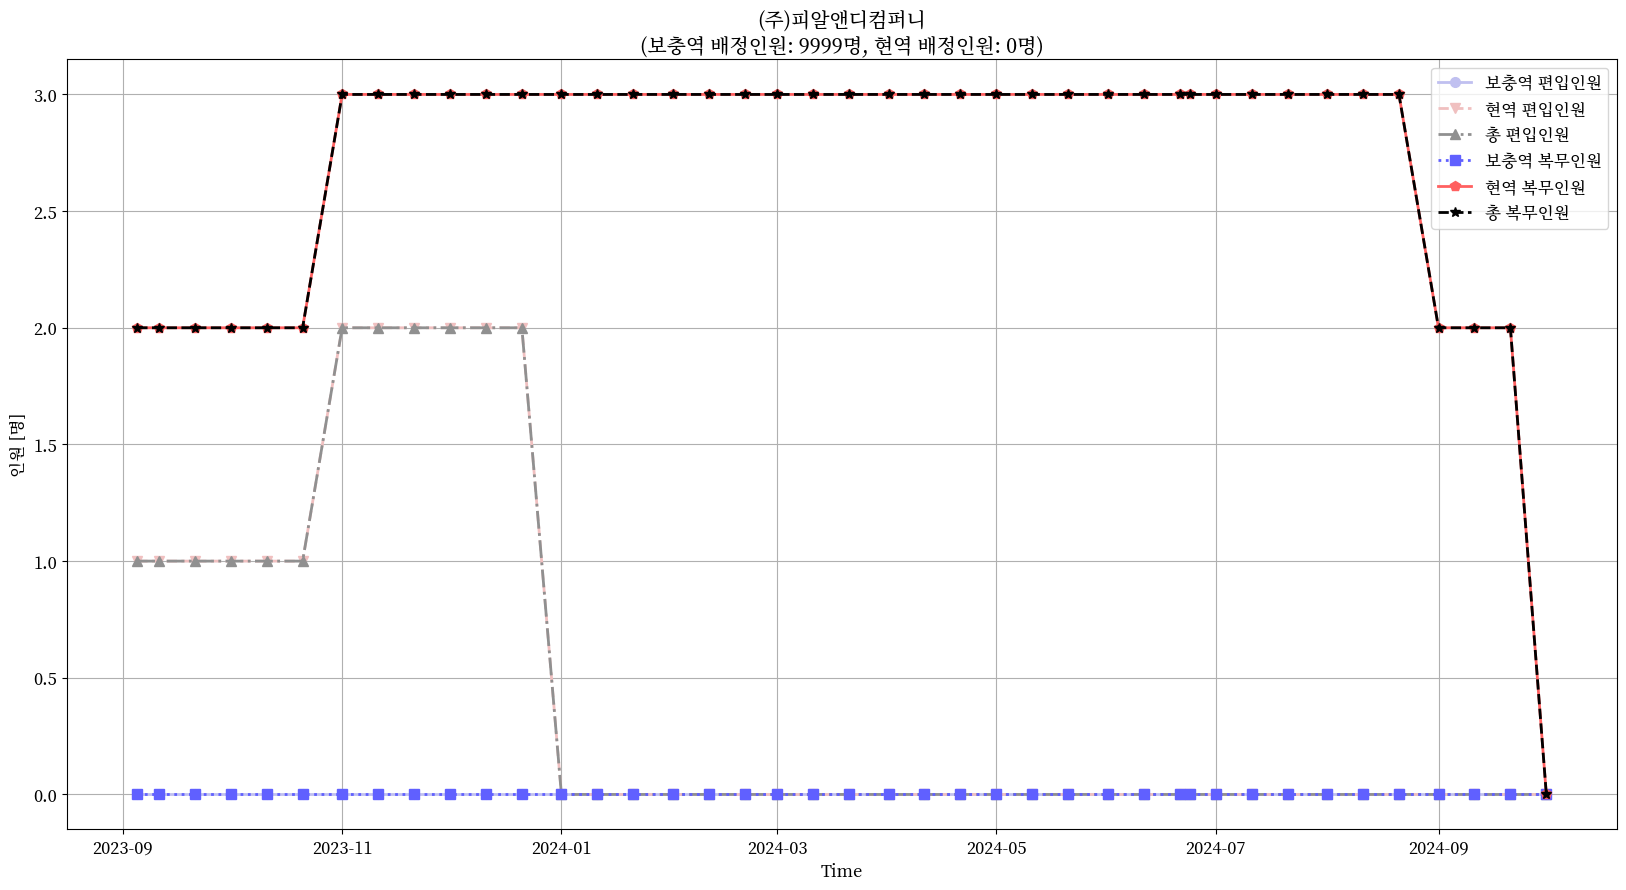 (주)피알앤디컴퍼니
(보충역 배정인원: 9999명, 현역 배정인원: 0명)
보충역 편입인원
현역 편입인원
총 편입인원
보충역 복무인원
현역 복무인원
총 복무인원
인원 [명]
3.0
2.5
2.0
1.5
1.0
0.5
0.0
2023-09
2023-11
2024-01
2024-03
2024-05
2024-07
2024-09
Time